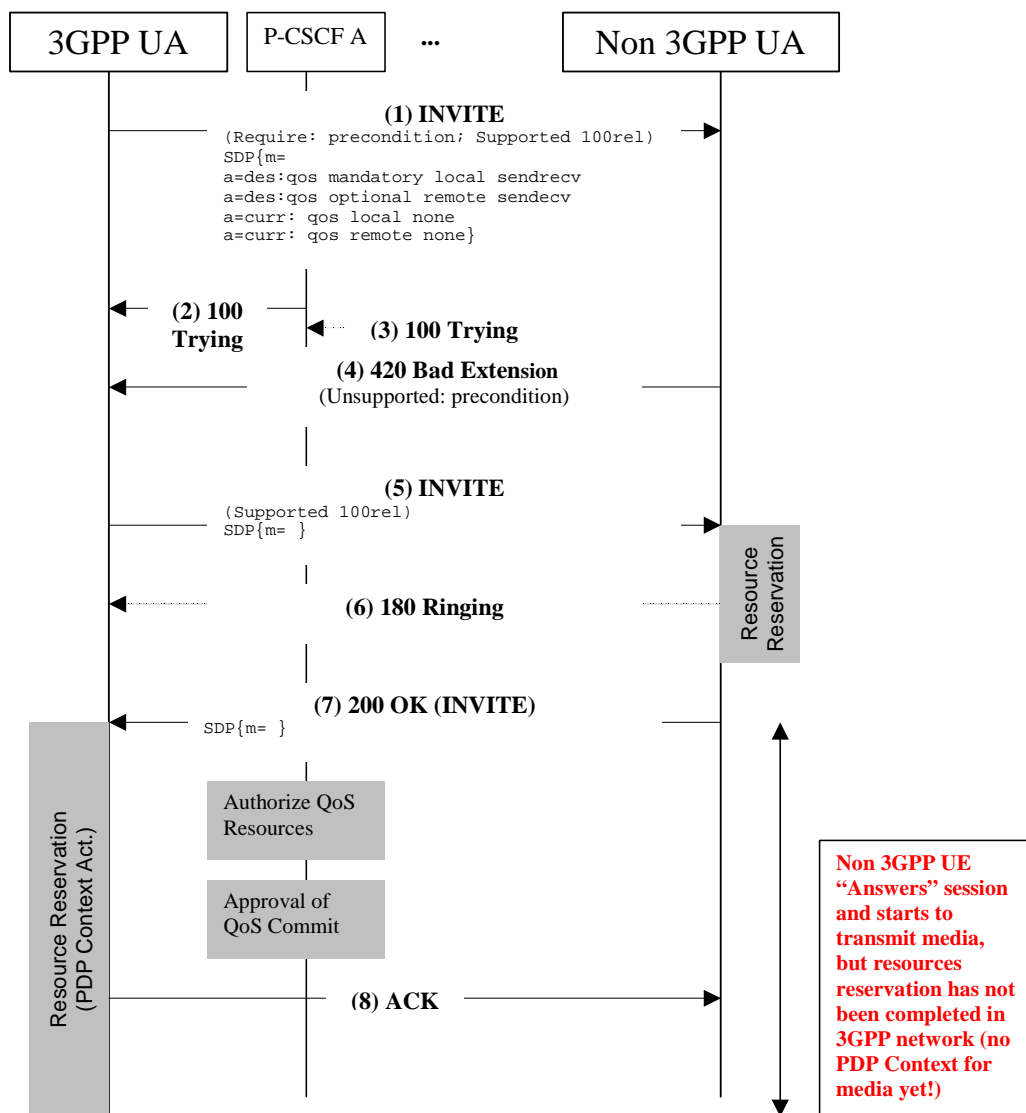 3GPP UA
P-CSCF A
...
Non 3GPP UA
(1) INVITE
(Require: precondition; Supported 100rel)
SDP{m=
a=des:qos mandatory local sendrecv
a=des:qos optional remote sendecv
a=curr: qos local none
a=curr: qos remote none}
(2) 100
Trying
(3) 100 Trying
(4) 420 Bad Extension
(Unsupported: precondition)
(5) INVITE
(Supported 100rel)
SDP{m= }
Resource
Reservation
(6) 180 Ringing
(7) 200 OK (INVITE)
SDP{m= }
Resource Reservation
(PDP Context Act.)
Authorize QoS
Resources
Approval of
QoS Commit
(8) ACK
Non 3GPP UE
“Answers” session
and starts to
transmit media,
but resources
reservation has not
been completed in
3GPP network (no
PDP Context for
media yet!)